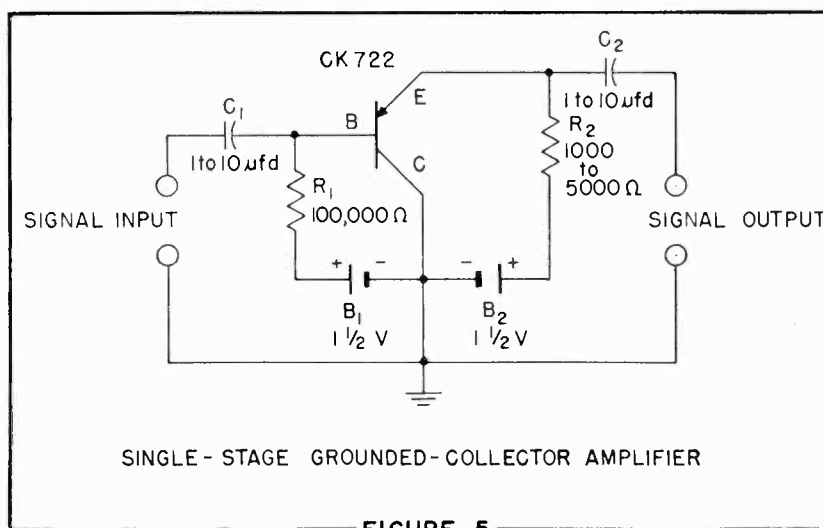 CK722
C2
1 to 10 µfd
E
B
C
C1
1 to 10 µfd
R1
100,000 Ω
R2
1000
to
5000 Ω
SIGNAL INPUT
SIGNAL OUTPUT
+ -
- +
B1
1 1/2 V
B2
1 1/2 V
SINGLE-STAGE GROUNDED-COLLECTOR AMPLIFIER
FIGURE 5